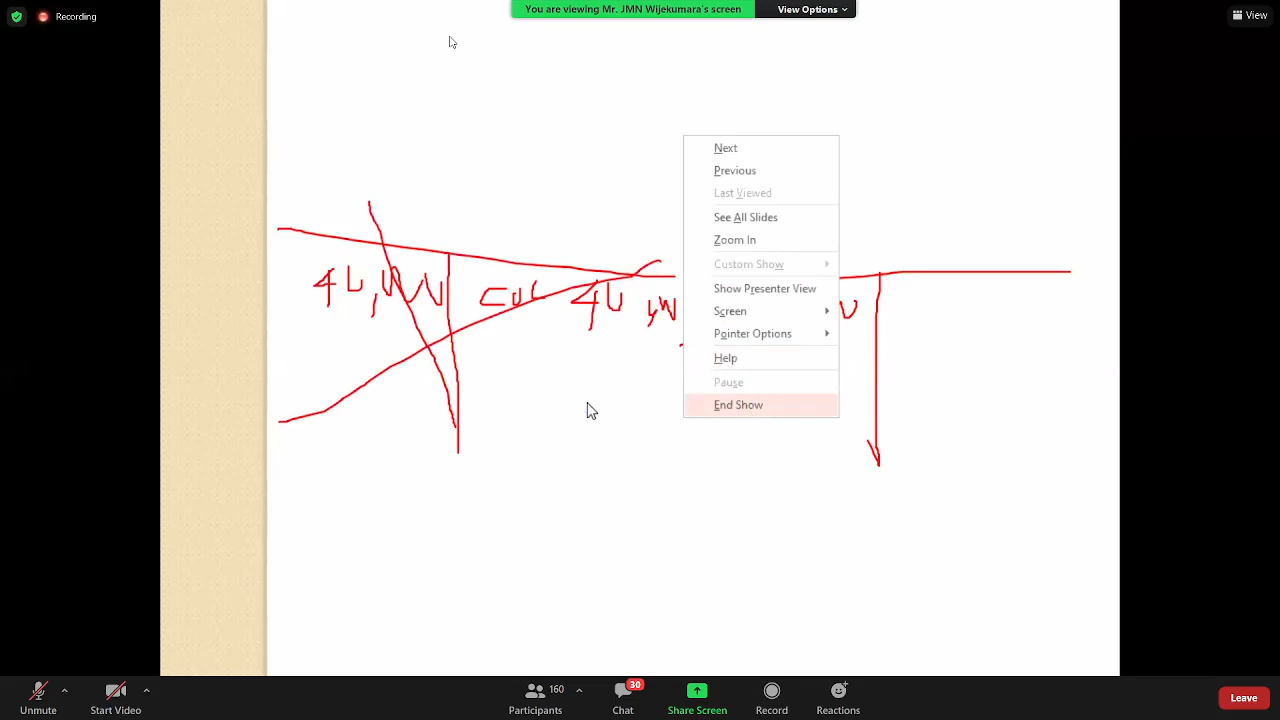 Recording
You are viewing Mr. JMN Wijekumara's screen
View Options
View
Next
Previous
Last Viewed
See All Slides
Zoom In
Custom Show
Show Presenter View
Screen
Pointer Options
Help
Pause
End Show
Unmute
Start Video
160
Participants
30
Chat
Share Screen
Record
Reactions
Leave